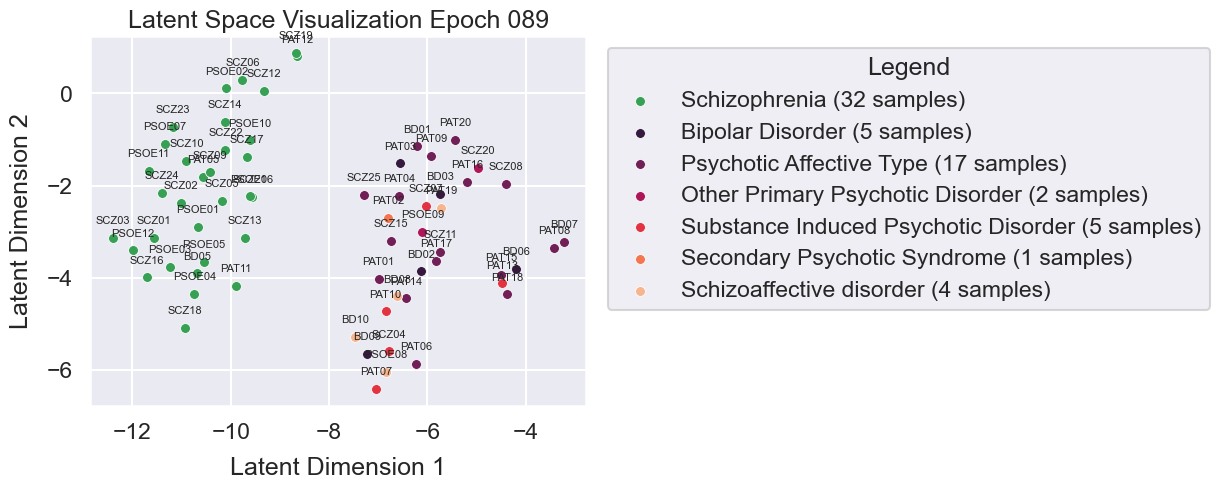 Latent Space Visualization Epoch 089
SCZ19
PAT12
SCZ06
PSOE02
SCZ12
SCZ23
SCZ14
PSOE07
PSOE10
SCZ22
SCZ17
SCZ10
PSOE11
SCZ09
PAT05
SCZ24
SCZ02
SCZ05
PSOE01
SCZ03
SCZ01
SCZ13
PSOE12
PSOE03
PSOE05
BD05
SCZ16
PSOE04
PAT11
SCZ18
PAT20
BD01
PAT09
PAT03
SCZ20
PAT16
SCZ08
SCZ25
PAT04
BD03
SCZ07
PAT19
PAT02
PSOE09
SCZ15
SCZ11
PAT17
BD02
BD07
PAT08
BD06
PAT15
PAT18
PAT01
PAT14
PAT10
BD10
BD09
SCZ04
PSOE08
PAT06
PAT07
0
−2
−4
−6
−12
−10
−8
−6
−4
Latent Dimension 1
Latent Dimension 2
Legend
Schizophrenia (32 samples)
Bipolar Disorder (5 samples)
Psychotic Affective Type (17 samples)
Other Primary Psychotic Disorder (2 samples)
Substance Induced Psychotic Disorder (5 samples)
Secondary Psychotic Syndrome (1 samples)
Schizoaffective disorder (4 samples)